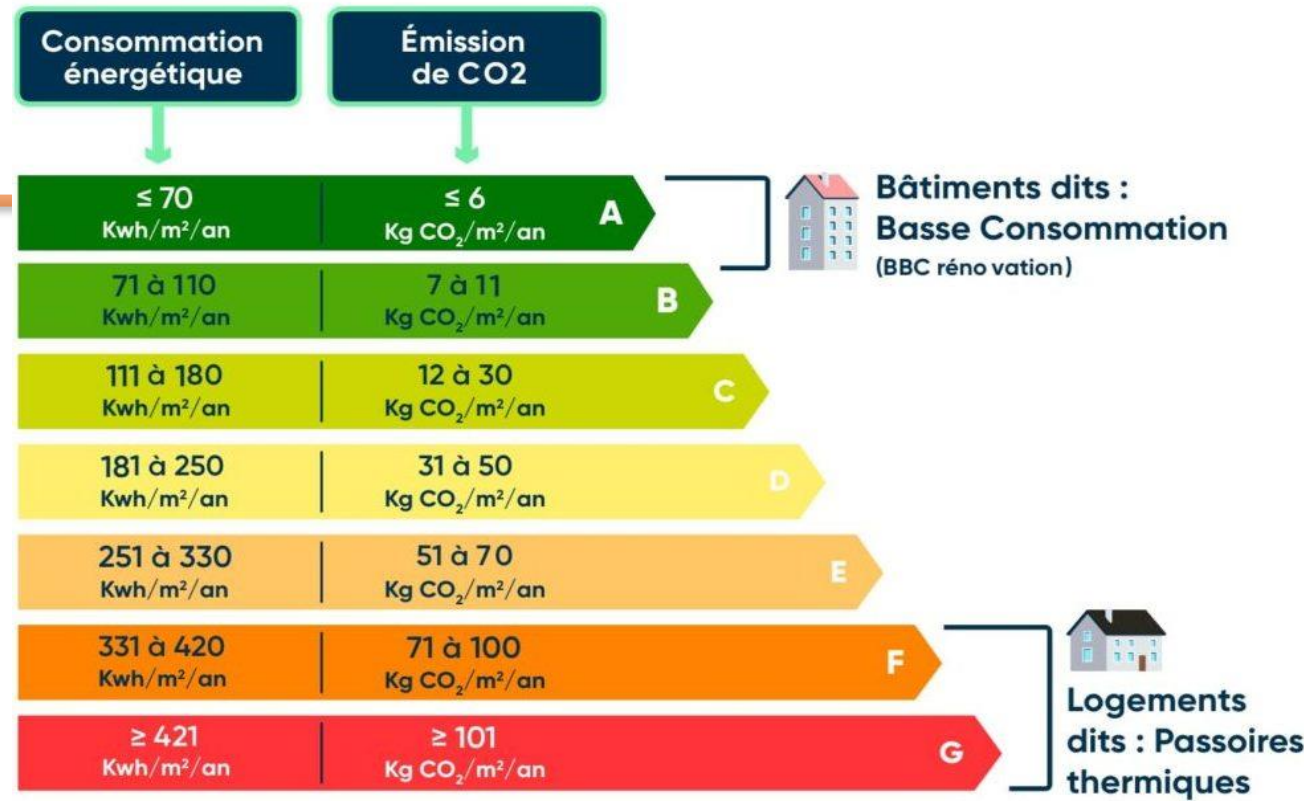 Consommation
énergétique
Émission
de CO2
≤ 70
Kwh/m²/an
≤ 6
Kg CO₂/m²/an
A
71 à 110
Kwh/m²/an
7 à 11
Kg CO₂/m²/an
B
111 à 180
Kwh/m²/an
12 à 30
Kg CO₂/m²/an
C
181 à 250
Kwh/m²/an
31 à 50
Kg CO₂/m²/an
D
251 à 330
Kwh/m²/an
51 à 70
Kg CO₂/m²/an
E
331 à 420
Kwh/m²/an
71 à 100
Kg CO₂/m²/an
F
≥ 421
Kwh/m²/an
≥ 101
Kg CO₂/m²/an
G
Bâtiments dits :
Basse Consommation
(BBC réno vation)
Logements
dits : Passoires
thermiques